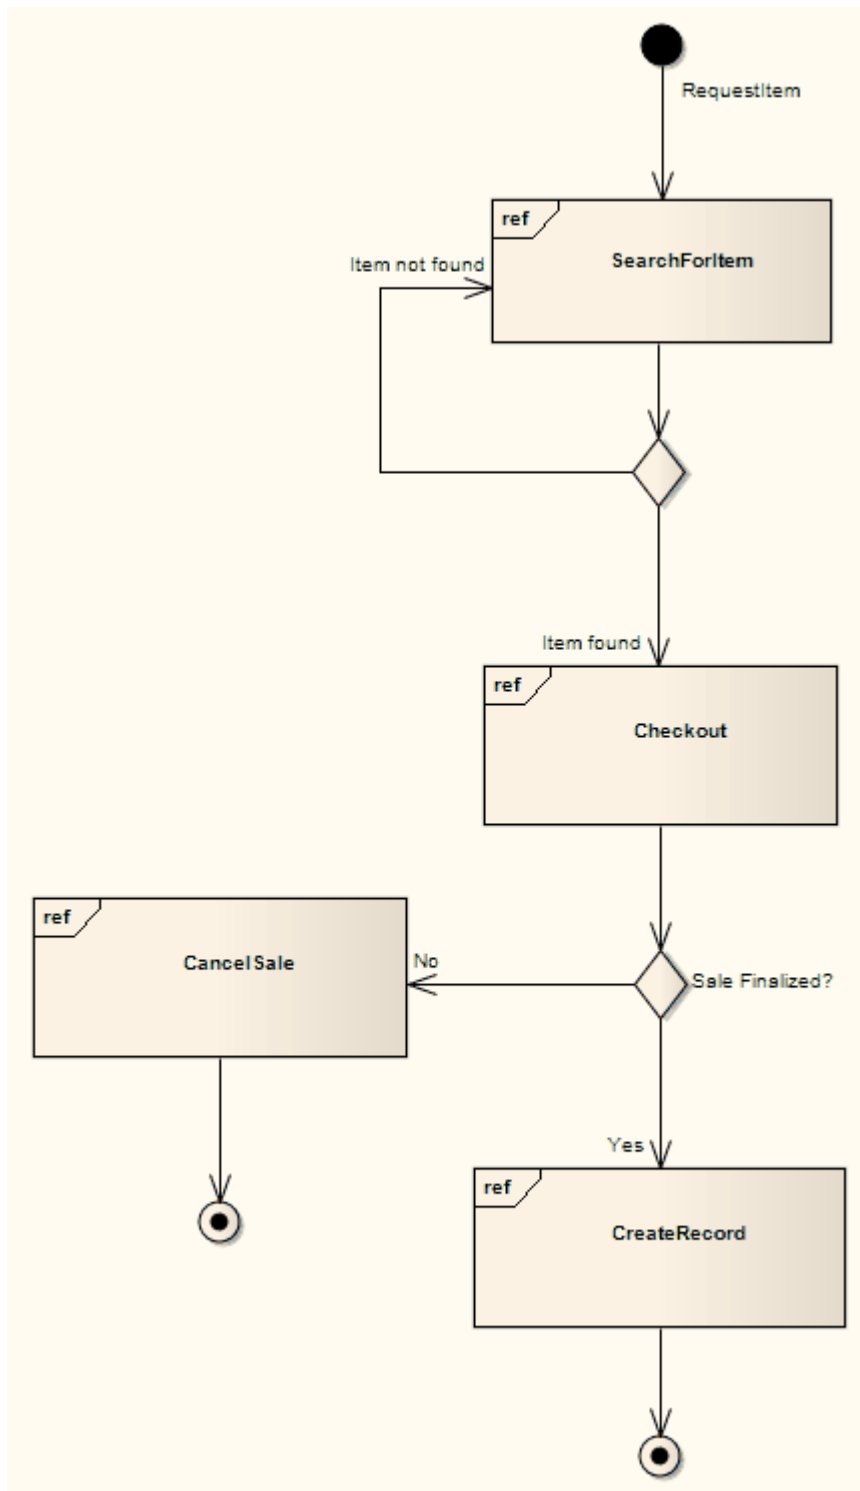 RequestItem
ref
SearchForItem
Item not found
Item found
ref
Checkout
ref
CancelSale
No
Sale Finalized?
Yes
ref
CreateRecord